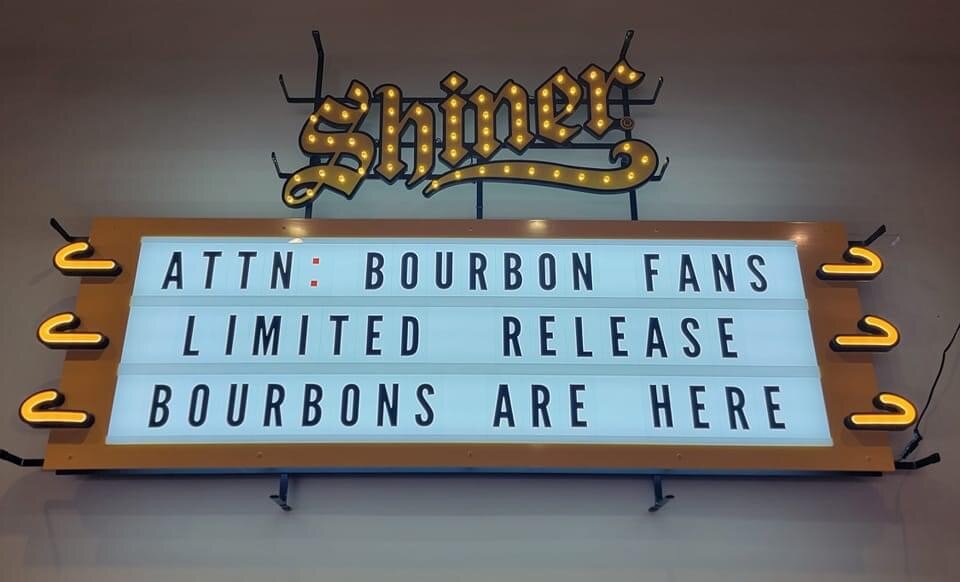 Shiner®
ATTN: BOURBON FANS
LIMITED RELEASE
BOURBONS ARE HERE